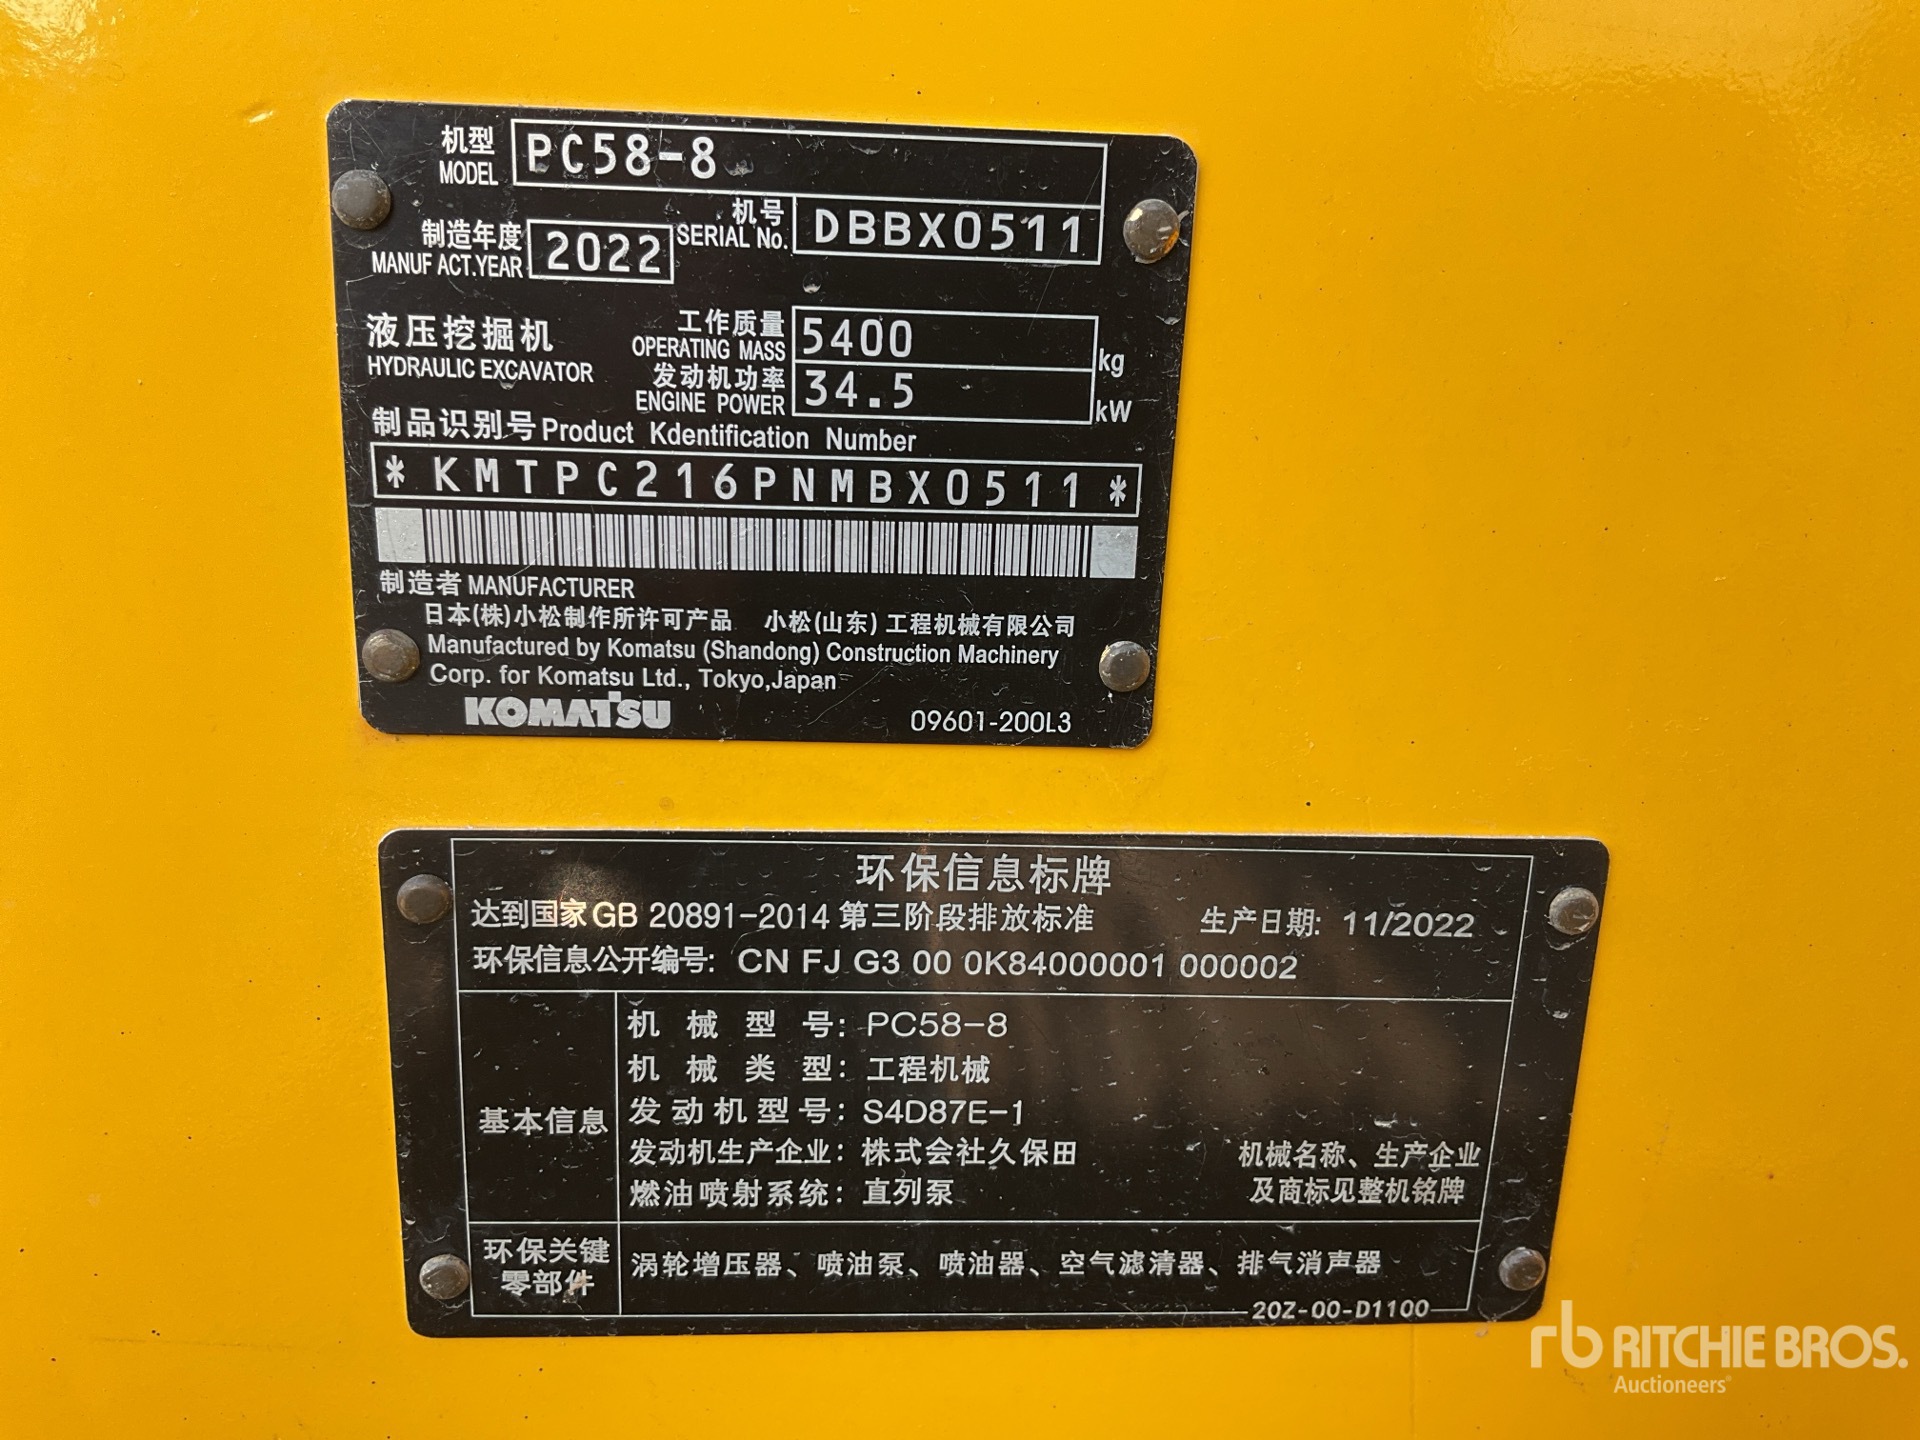 机型 MODEL PC58-8
机号 SERIAL No. DBBX0511
制造年度 MANUF ACT.YEAR 2022
液压挖掘机
HYDRAULIC EXCAVATOR
工作质量 OPERATING MASS 5400 kg
发动机功率 ENGINE POWER 34.5 kW
制品识别号 Product Kdentification Number
*KMTPC216PNMBX0511*
制造者 MANUFACTURER
日本(株)小松制作所许可产品 小松(山东)工程机械有限公司
Manufactured by Komatsu (Shandong) Construction Machinery
Corp. for Komatsu Ltd., Tokyo,Japan
KOMATSU 09601-200L3
环保信息标牌
达到国家GB 20891-2014 第三阶段排放标准 生产日期: 11/2022
环保信息公开编号: CN FJ G3 00 0K84000001 000002
基本信息
机械型号: PC58-8
机械类型: 工程机械
发动机型号: S4D87E-1
发动机生产企业: 株式会社久保田
燃油喷射系统: 直列泵
机械名称、生产企业
及商标见整机铭牌
环保关键
零部件
涡轮增压器、喷油泵、喷油器、空气滤清器、排气消声器
20Z-00-D1100
rb RITCHIE BROS.
Auctioneers